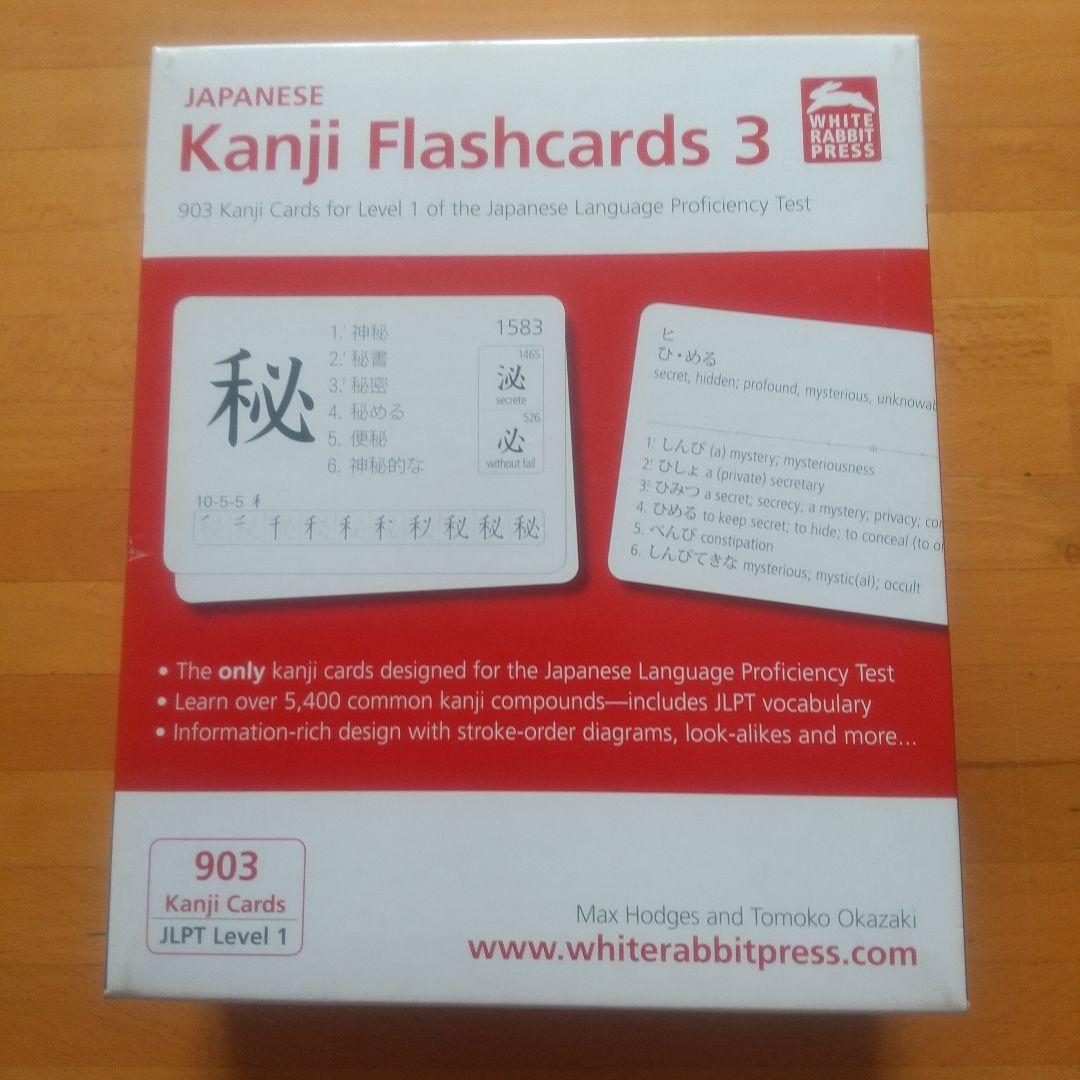 JAPANESE
Kanji Flashcards 3
WHITE
RABBIT
PRESS
903 Kanji Cards for Level 1 of the Japanese Language Proficiency Test
秘
1. 神秘
2. 秘書
3. 秘密
4. 秘める
5. 便秘
6. 神秘的な
1583
1465
泌
secrete
526
必
without fail
10-5-5 禾
秘 秘 秘
ヒ
ひ・める
secret, hidden; profound, mysterious, unknowab
1. しんぴ (a) mystery; mysteriousness
2. ひしょ a (private) secretary
3. ひみつ a secret; secrecy; a mystery; privacy; co
4. ひめる to keep secret; to hide; to conceal (to o
5. べんぴ constipation
6. しんぴてきな mysterious; mystic(al); occult
• The only kanji cards designed for the Japanese Language Proficiency Test
• Learn over 5,400 common kanji compounds—includes JLPT vocabulary
• Information-rich design with stroke-order diagrams, look-alikes and more...
903
Kanji Cards
JLPT Level 1
Max Hodges and Tomoko Okazaki
www.whiterabbitpress.com